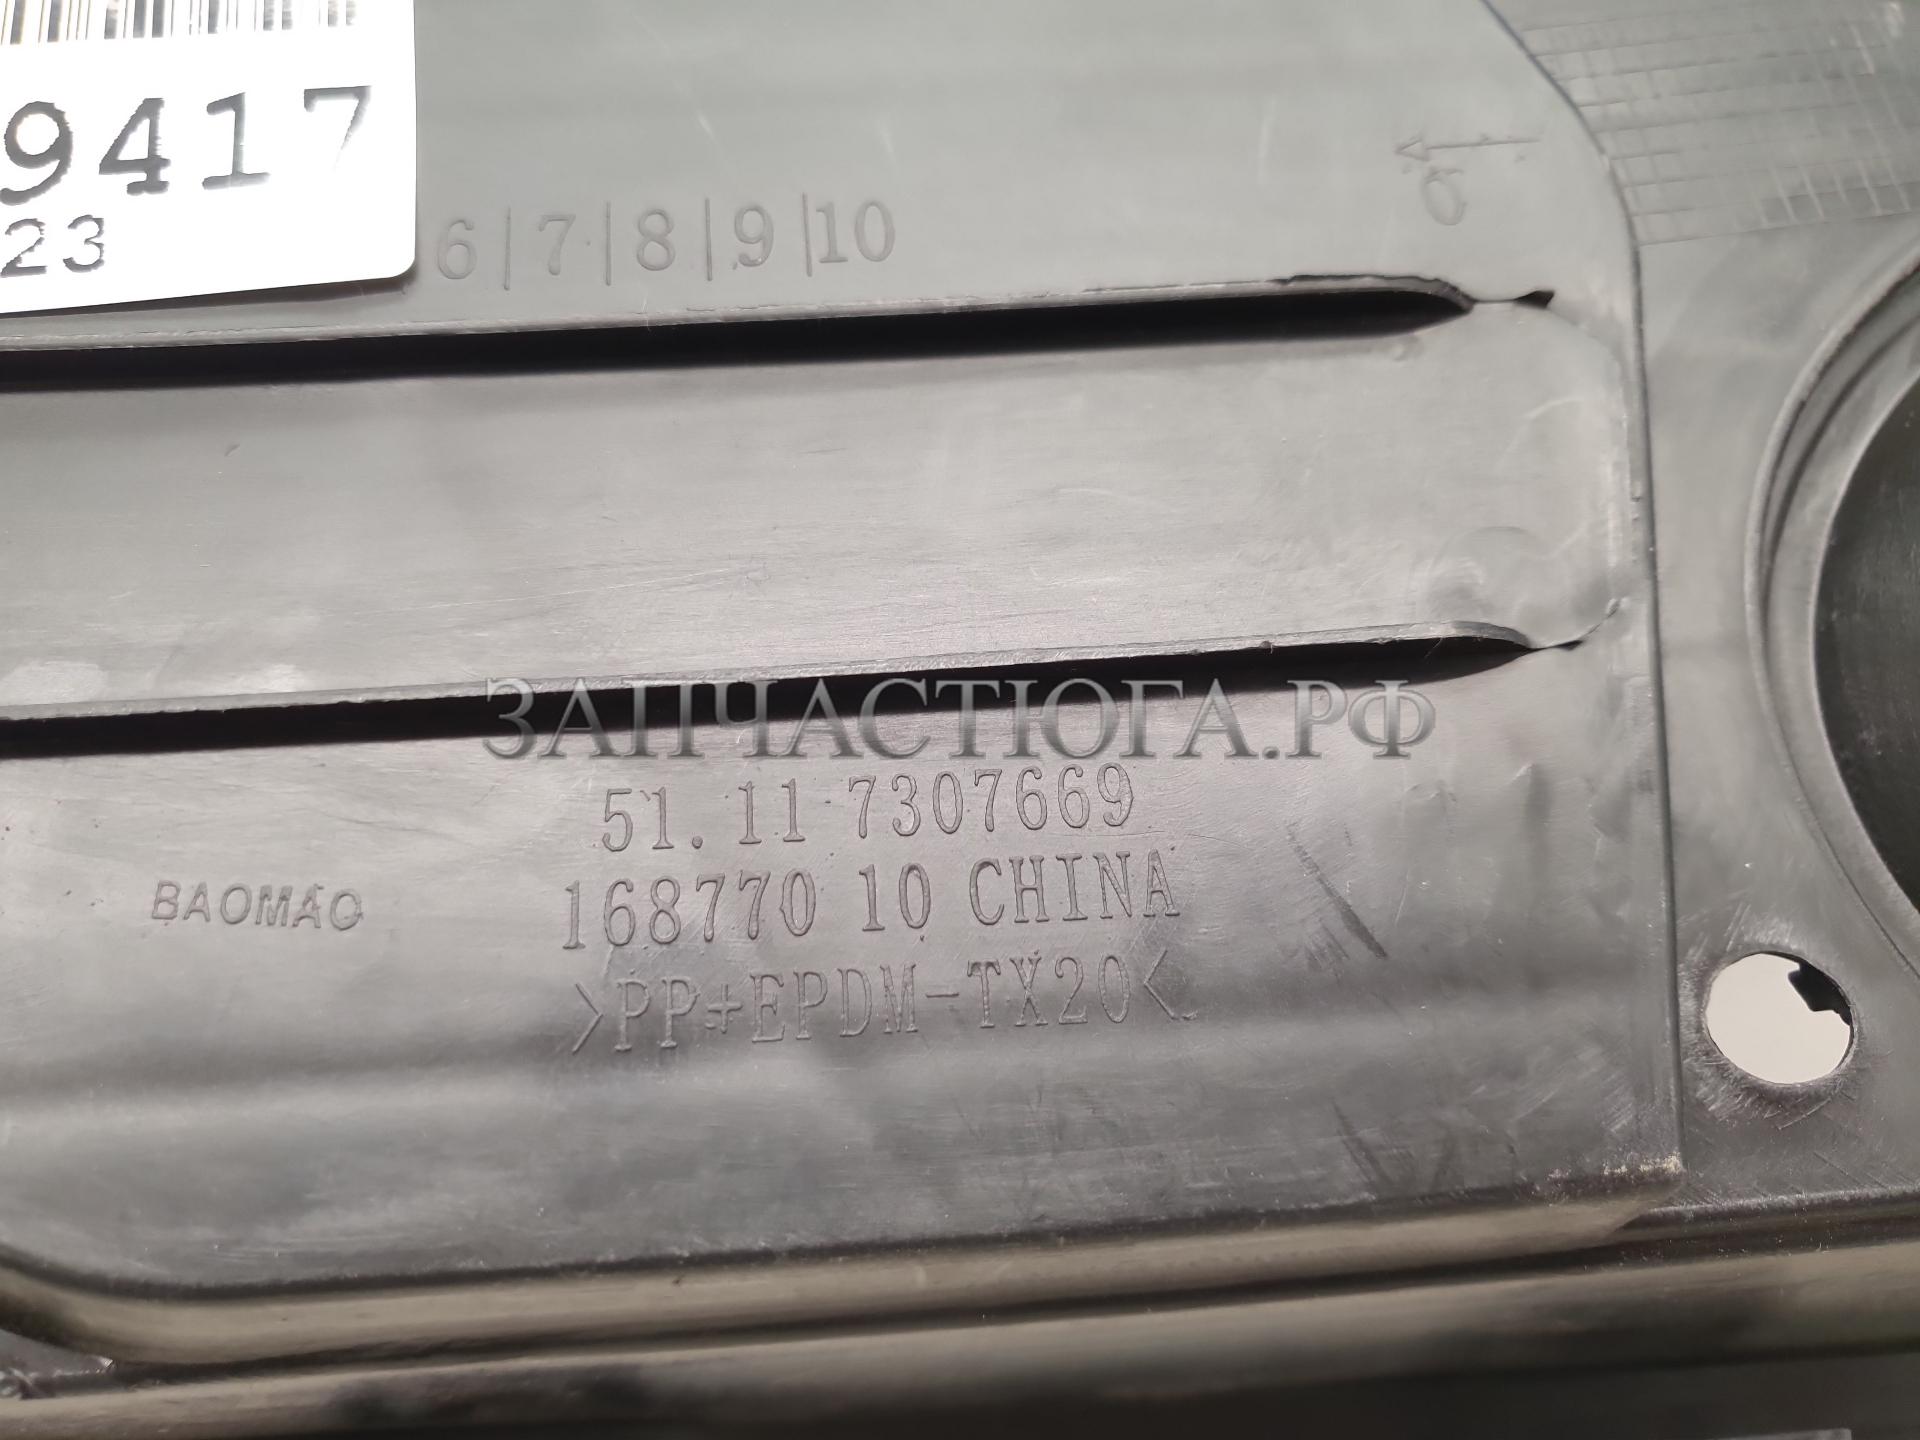 9417
23
6|7|8|9|10
ЗАПЧАСТЮГА.РФ
51.11 7307669
BAOMAO
168770 10 CHINA
>PP+EPDM-TX20<